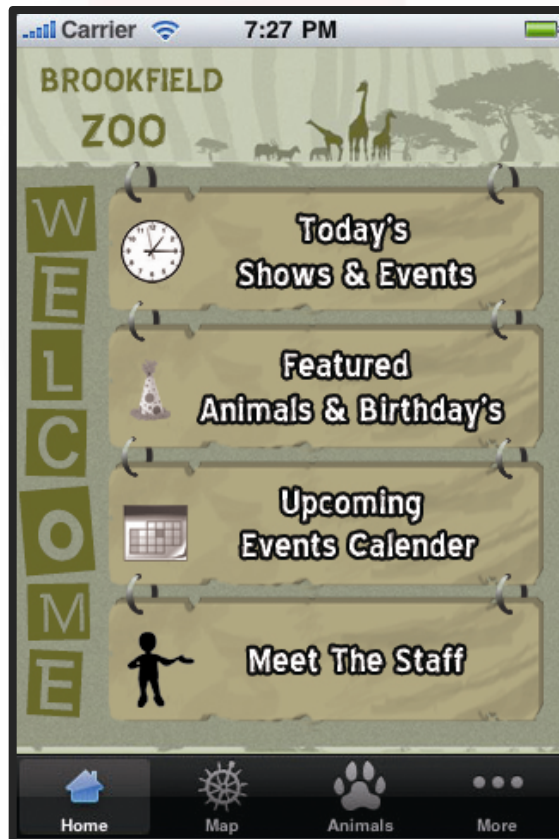 Carrier 7:27 PM
BROOKFIELD
ZOO
WELCOME
Today's
Shows & Events
Featured
Animals & Birthday's
Upcoming
Events Calender
Meet The Staff
Home Map Animals More